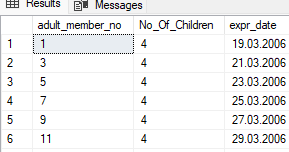 Results Messages
adult_member_no No_Of_Children expr_date
1 1 4 19.03.2006
2 3 4 21.03.2006
3 5 4 23.03.2006
4 7 4 25.03.2006
5 9 4 27.03.2006
6 11 4 29.03.2006